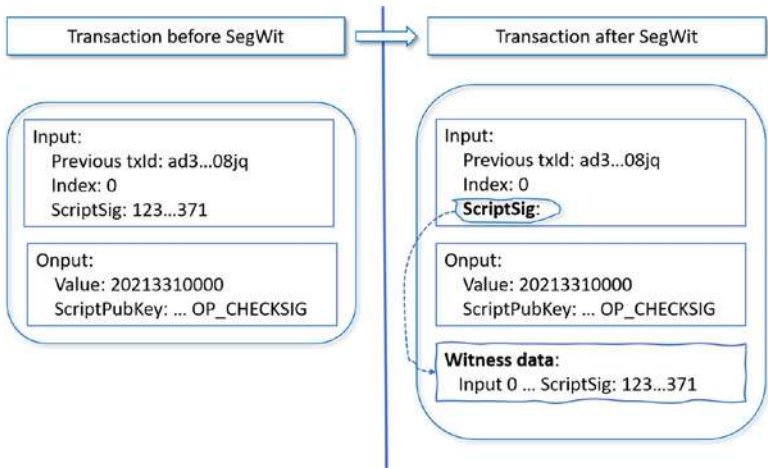 Transaction before SegWit
Transaction after SegWit
Input:
Previous txId: ad3...08jq
Index: 0
ScriptSig: 123...371
Onput:
Value: 20213310000
ScriptPubKey: ... OP_CHECKSIG
Input:
Previous txId: ad3...08jq
Index: 0
ScriptSig:
Onput:
Value: 20213310000
ScriptPubKey: ... OP_CHECKSIG
Witness data:
Input 0 ... ScriptSig: 123...371